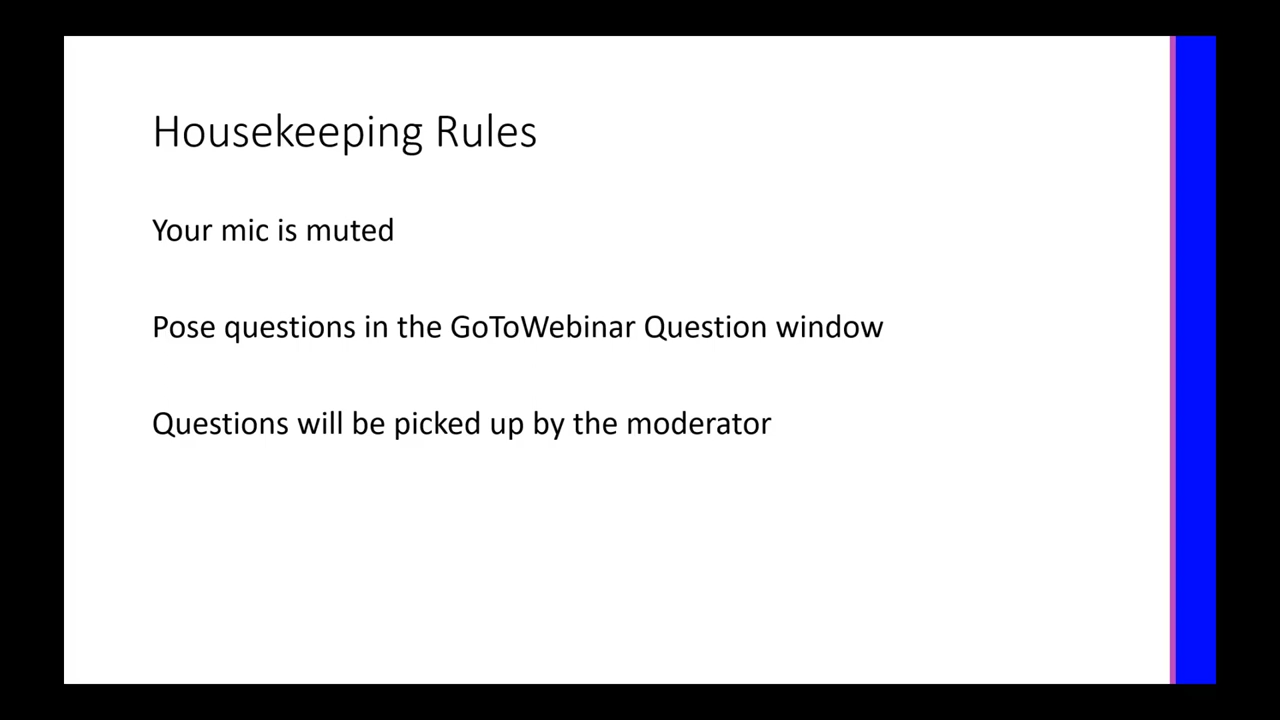 Housekeeping Rules
Your mic is muted
Pose questions in the GoToWebinar Question window
Questions will be picked up by the moderator